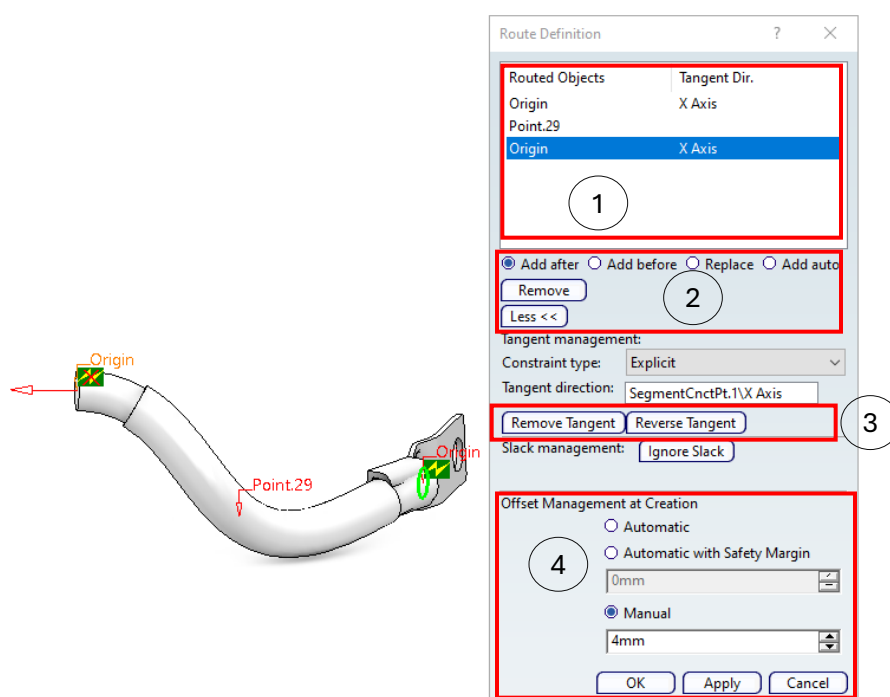 Route Definition ?
Routed Objects Tangent Dir.
Origin X Axis
Point.29
Origin X Axis
1
Add after Add before Replace Add auto
Remove
2
Less <<
Tangent management:
Constraint type: Explicit
Tangent direction: SegmentCnctPt.1\X Axis
Remove Tangent Reverse Tangent
3
Slack management: Ignore Slack
Offset Management at Creation
Automatic
Automatic with Safety Margin
4
0mm
Manual
4mm
OK Apply Cancel
Origin
Origin
Point.29